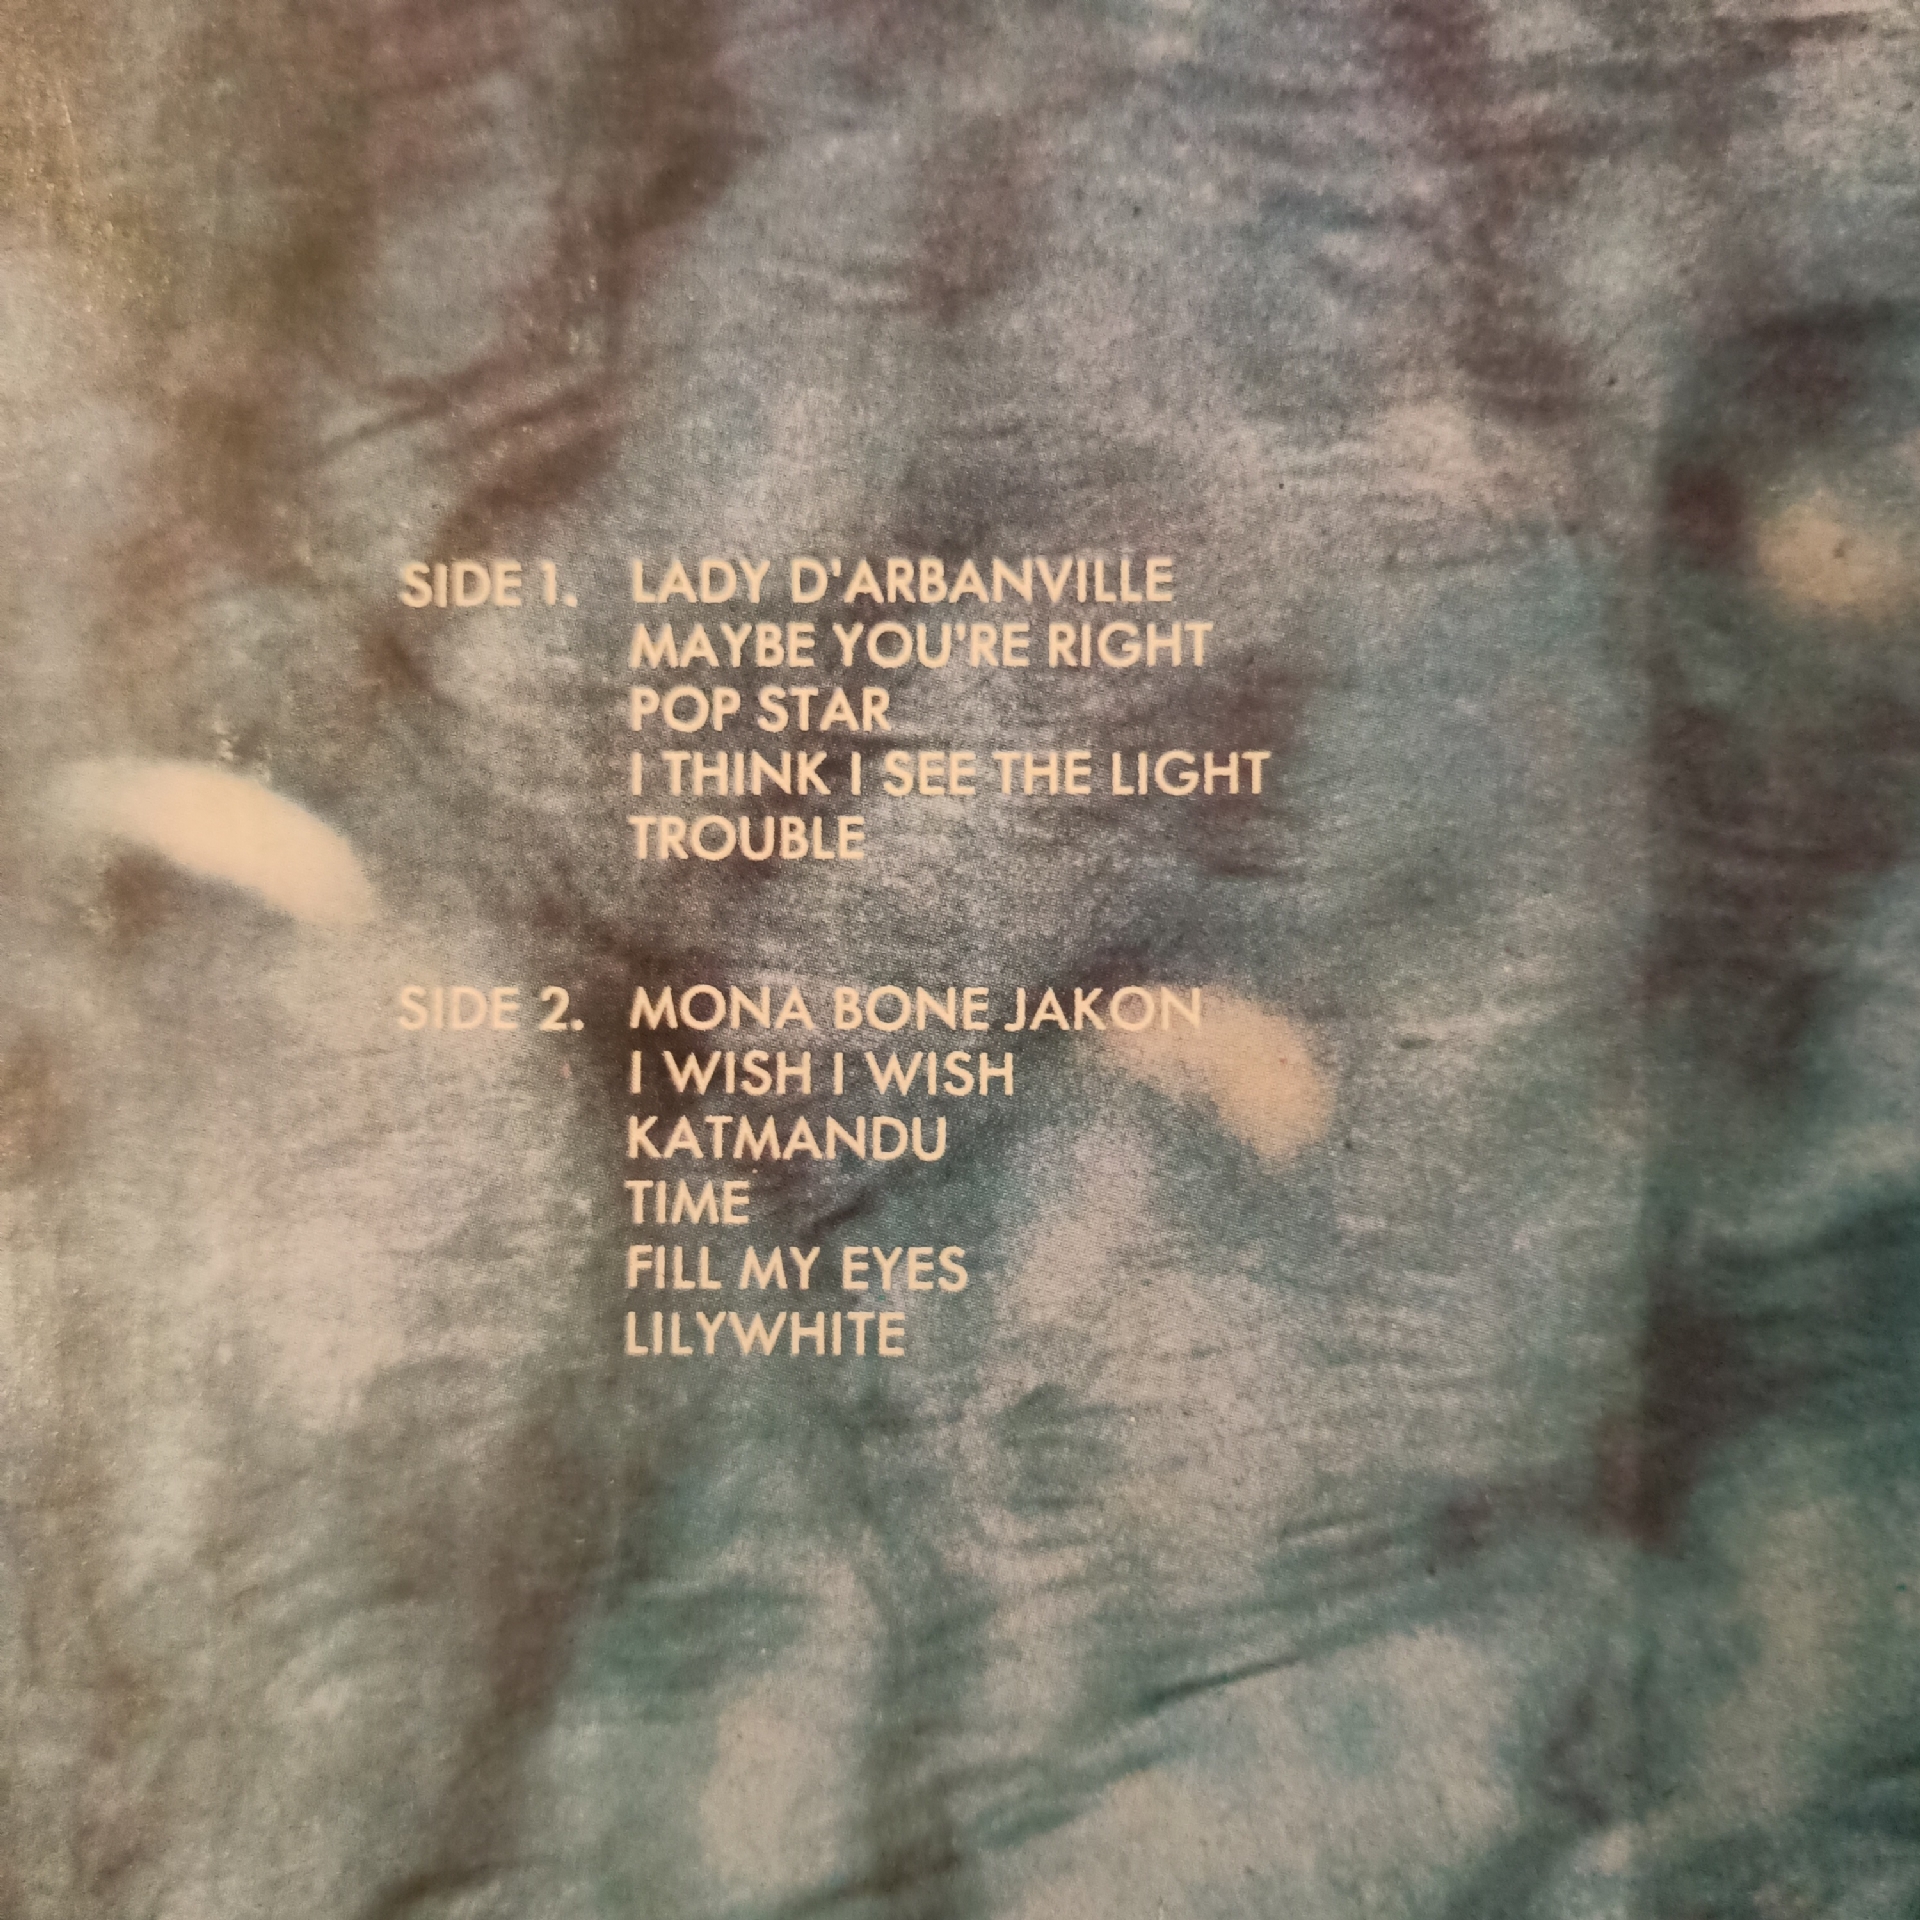 SIDE 1. LADY D'ARBANVILLE
MAYBE YOU'RE RIGHT
POP STAR
I THINK I SEE THE LIGHT
TROUBLE
SIDE 2. MONA BONE JAKON
I WISH I WISH
KATMANDU
TIME
FILL MY EYES
LILYWHITE